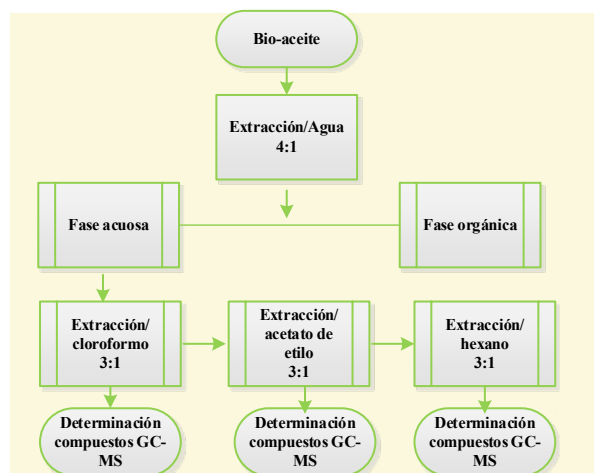 Bio-aceite
Extracción/Agua
4:1
Fase acuosa
Fase orgánica
Extracción/
cloroformo
3:1
Extracción/
acetato de
etilo
3:1
Extracción/
hexano
3:1
Determinación
compuestos GC-
MS
Determinación
compuestos GC-
MS
Determinación
compuestos GC-
MS